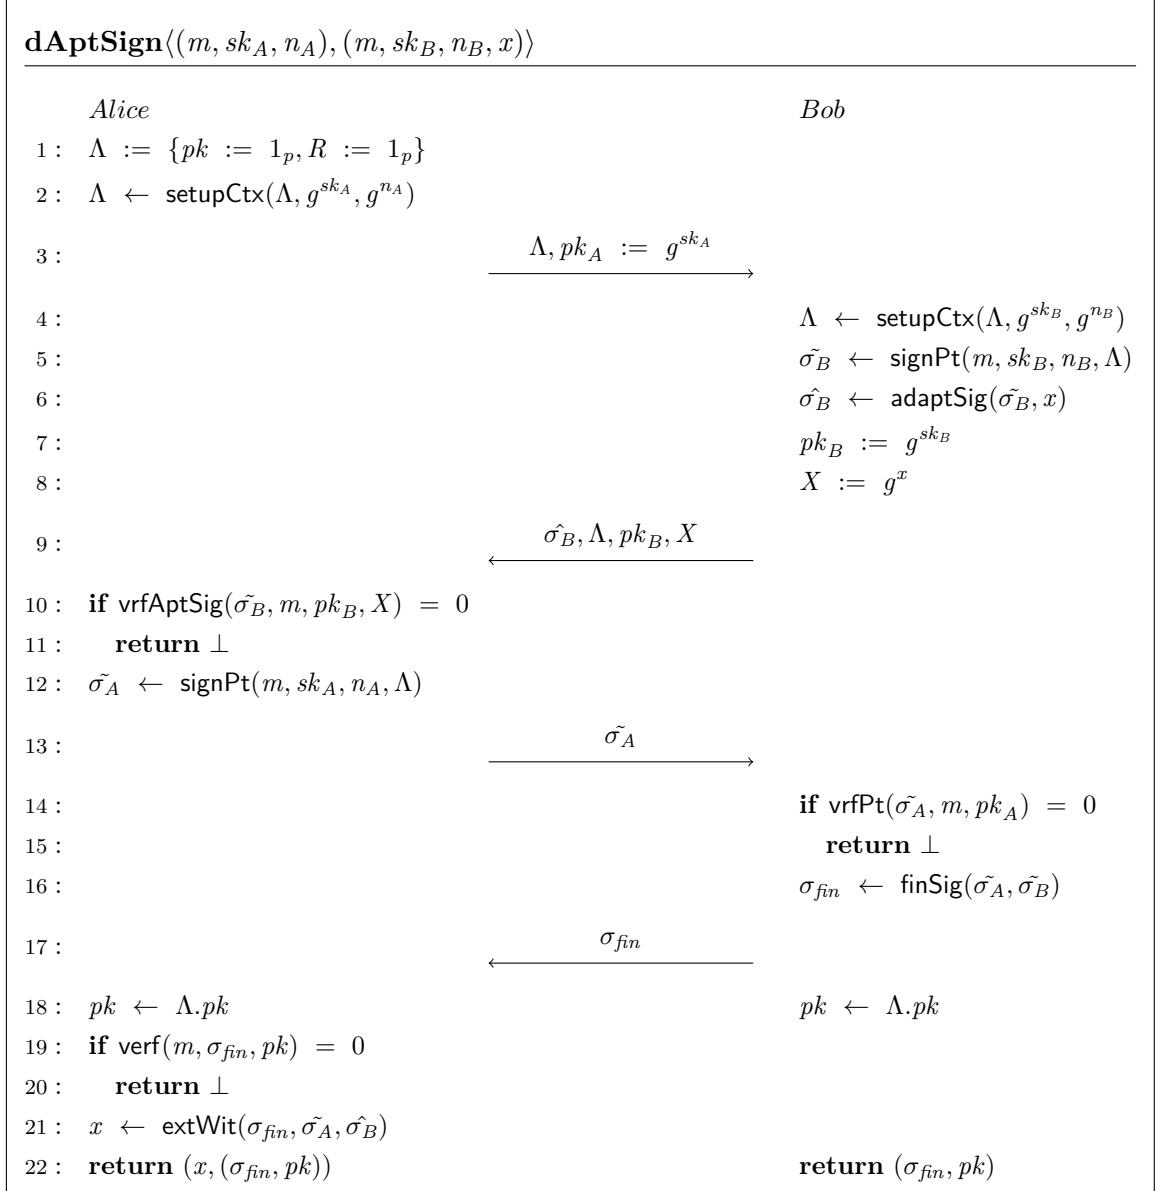 dAptSign⟨(m, sk_A, n_A), (m, sk_B, n_B, x)⟩
Alice Bob
1 : Λ := {pk := 1_p, R := 1_p}
2 : Λ ← setupCtx(Λ, g^{sk_A}, g^{n_A})
3 : Λ, pk_A := g^{sk_A}
4 : Λ ← setupCtx(Λ, g^{sk_B}, g^{n_B})
5 : σ̃_B ← signPt(m, sk_B, n_B, Λ)
6 : σ̂_B ← adaptSig(σ̃_B, x)
7 : pk_B := g^{sk_B}
8 : X := g^x
9 : σ̂_B, Λ, pk_B, X
10 : if vrfAptSig(σ̃_B, m, pk_B, X) = 0
11 : return ⊥
12 : σ̃_A ← signPt(m, sk_A, n_A, Λ)
13 : σ̃_A
14 : if vrfPt(σ̃_A, m, pk_A) = 0
15 : return ⊥
16 : σ_fin ← finSig(σ̃_A, σ̃_B)
17 : σ_fin
18 : pk ← Λ.pk pk ← Λ.pk
19 : if verf(m, σ_fin, pk) = 0
20 : return ⊥
21 : x ← extWit(σ_fin, σ̃_A, σ̂_B)
22 : return (x, (σ_fin, pk)) return (σ_fin, pk)